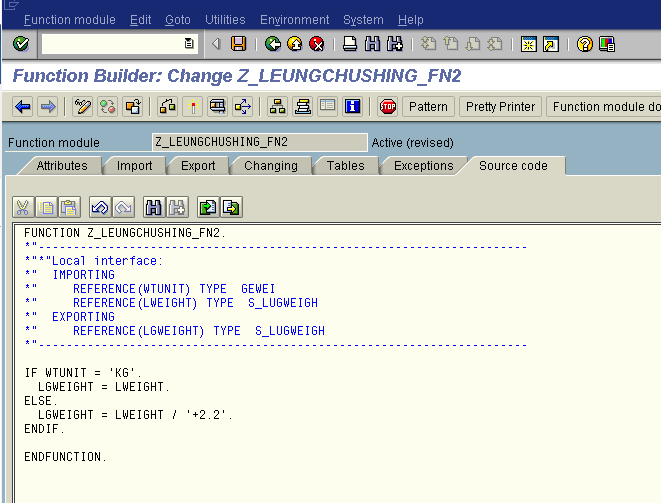 Function module Edit Goto Utilities Environment System Help
Function Builder: Change Z_LEUNGCHUSHING_FN2
STOP Pattern Pretty Printer Function module do
Function module Z_LEUNGCHUSHING_FN2 Active (revised)
Attributes Import Export Changing Tables Exceptions Source code
FUNCTION Z_LEUNGCHUSHING_FN2.
*"----------------------------------------------------------------------
*"*"Local interface:
*"  IMPORTING
*"     REFERENCE(WTUNIT) TYPE  GEWEI
*"     REFERENCE(LWEIGHT) TYPE  S_LUGWEIGH
*"  EXPORTING
*"     REFERENCE(LGWEIGHT) TYPE  S_LUGWEIGH
*"----------------------------------------------------------------------
IF WTUNIT = 'KG'.
  LGWEIGHT = LWEIGHT.
ELSE.
  LGWEIGHT = LWEIGHT / '+2.2'.
ENDIF.
ENDFUNCTION.